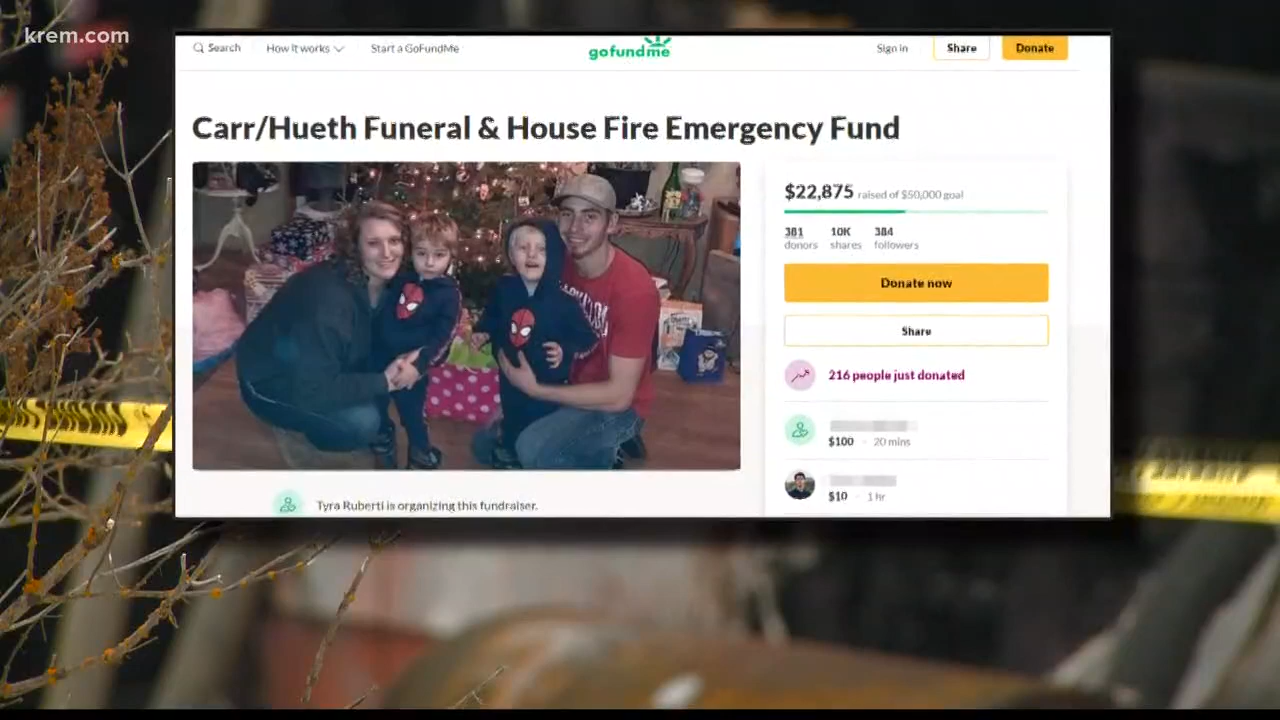 krem.com
Search How It works Start a GoFundMe gofundme Sign in Share Donate
Carr/Hueth Funeral & House Fire Emergency Fund
$22,875 raised of $50,000 goal
381 10K 384
donors shares followers
Donate now
Share
216 people just donated
$100 · 20 mins
$10 · 1 hr
Tyra Ruberti is organizing this fundraiser.